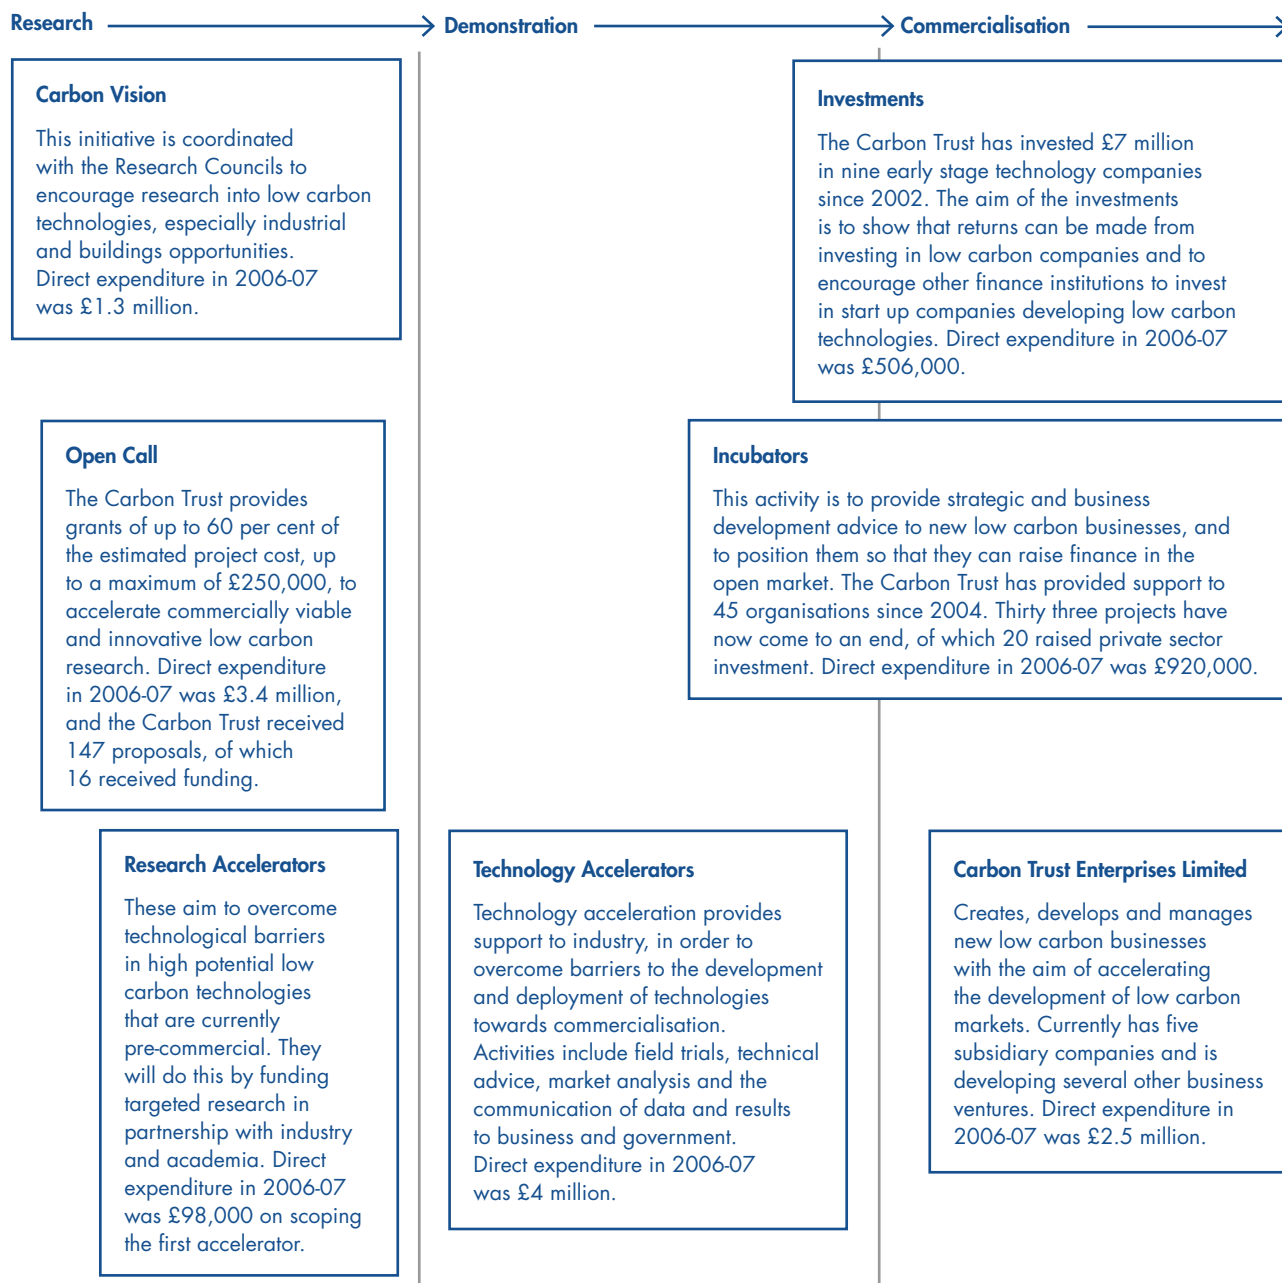 Research
Demonstration
Commercialisation
Carbon Vision
This initiative is coordinated
with the Research Councils to
encourage research into low carbon
technologies, especially industrial
and buildings opportunities.
Direct expenditure in 2006-07
was £1.3 million.
Investments
The Carbon Trust has invested £7 million
in nine early stage technology companies
since 2002. The aim of the investments
is to show that returns can be made from
investing in low carbon companies and to
encourage other finance institutions to invest
in start up companies developing low carbon
technologies. Direct expenditure in 2006-07
was £506,000.
Open Call
The Carbon Trust provides
grants of up to 60 per cent of
the estimated project cost, up
to a maximum of £250,000, to
accelerate commercially viable
and innovative low carbon
research. Direct expenditure
in 2006-07 was £3.4 million,
and the Carbon Trust received
147 proposals, of which
16 received funding.
Incubators
This activity is to provide strategic and business
development advice to new low carbon businesses, and
to position them so that they can raise finance in the
open market. The Carbon Trust has provided support to
45 organisations since 2004. Thirty three projects have
now come to an end, of which 20 raised private sector
investment. Direct expenditure in 2006-07 was £920,000.
Research Accelerators
These aim to overcome
technological barriers
in high potential low
carbon technologies
that are currently
pre-commercial. They
will do this by funding
targeted research in
partnership with industry
and academia. Direct
expenditure in 2006-07
was £98,000 on scoping
the first accelerator.
Technology Accelerators
Technology acceleration provides
support to industry, in order to
overcome barriers to the development
and deployment of technologies
towards commercialisation.
Activities include field trials, technical
advice, market analysis and the
communication of data and results
to business and government.
Direct expenditure in 2006-07
was £4 million.
Carbon Trust Enterprises Limited
Creates, develops and manages
new low carbon businesses
with the aim of accelerating
the development of low carbon
markets. Currently has five
subsidiary companies and is
developing several other business
ventures. Direct expenditure in
2006-07 was £2.5 million.